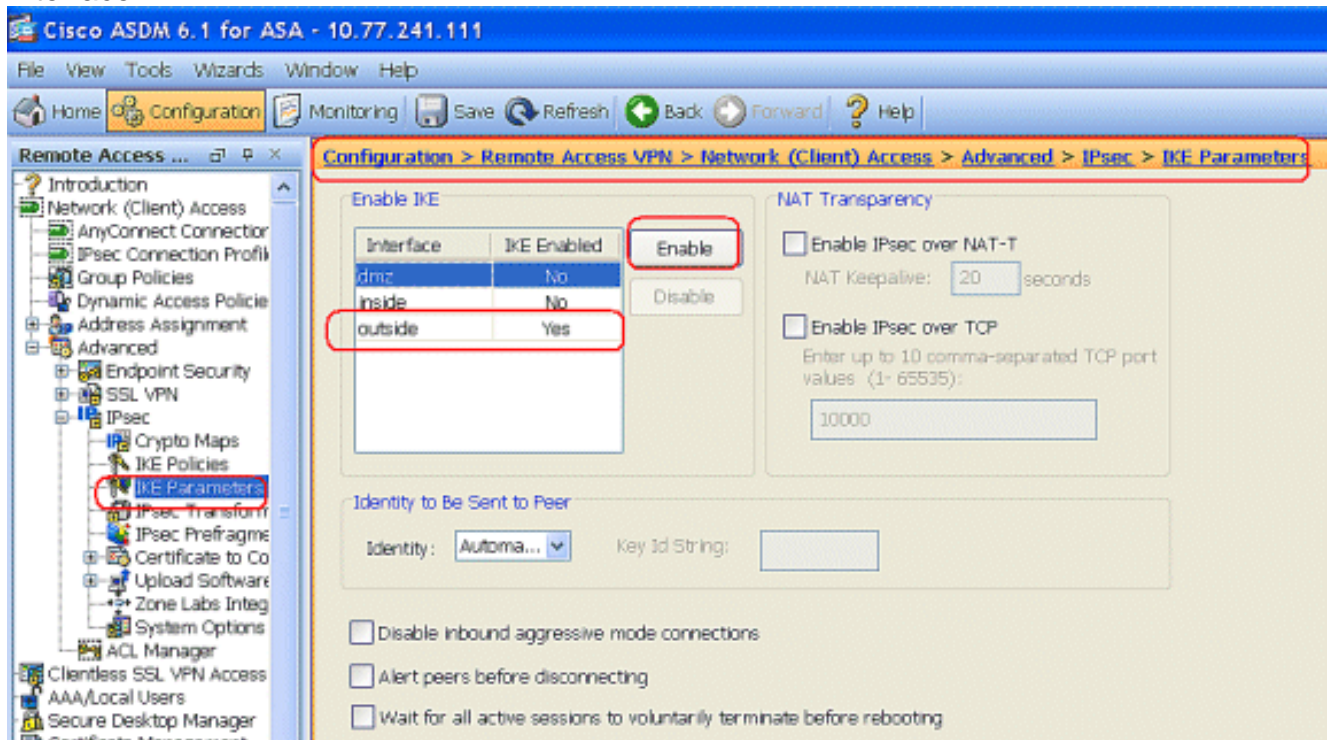 Cisco ASDM 6.1 for ASA - 10.77.241.111
File View Tools Wizards Window Help
Home Configuration Monitoring Save Refresh Back Forward Help
Remote Access ...
Introduction
Network (Client) Access
AnyConnect Connection
IPsec Connection Profil
Group Policies
Dynamic Access Policie
Address Assignment
Advanced
Endpoint Security
SSL VPN
IPsec
Crypto Maps
IKE Policies
IKE Parameters
IPsec Transform
IPsec Prefragme
Certificate to Co
Upload Software
Zone Labs Integ
System Options
ACL Manager
Clientless SSL VPN Access
AAA/Local Users
Secure Desktop Manager
Configuration > Remote Access VPN > Network (Client) Access > Advanced > IPsec > IKE Parameters
Enable IKE
Interface IKE Enabled
dmz No
inside No
outside Yes
Enable
Disable
NAT Transparency
Enable IPsec over NAT-T
NAT Keepalive: 20 seconds
Enable IPsec over TCP
Enter up to 10 comma-separated TCP port
values (1- 65535):
10000
Identity to Be Sent to Peer
Identity: Automa... Key Id String:
Disable inbound aggressive mode connections
Alert peers before disconnecting
Wait for all active sessions to voluntarily terminate before rebooting